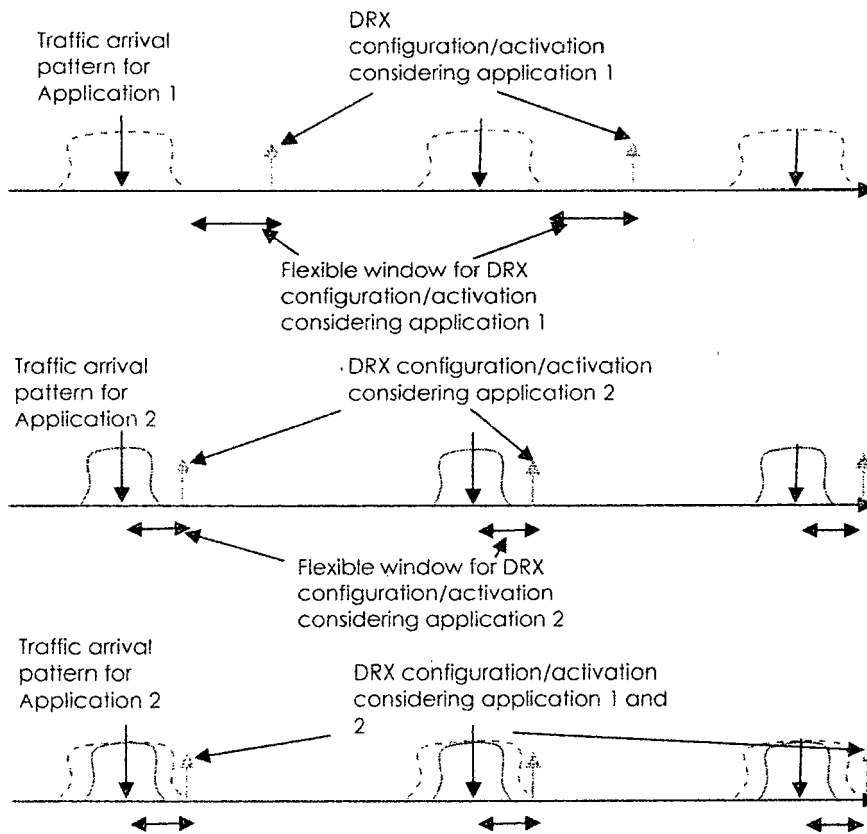 Traffic arrival
pattern for
Application 1
DRX
configuration/activation
considering application 1
Flexible window for DRX
configuration/activation
considering application 1
Traffic arrival
pattern for
Application 2
DRX configuration/activation
considering application 2
Flexible window for DRX
configuration/activation
considering application 2
Traffic arrival
pattern for
Application 2
DRX configuration/activation
considering application 1 and
2